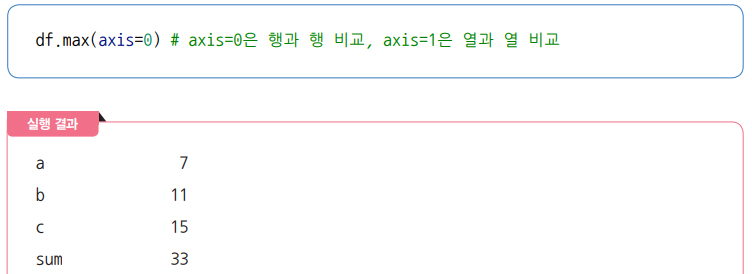 df.max(axis=0) # axis=0은 행과 행 비교, axis=1은 열과 열 비교
실행 결과
a 7
b 11
c 15
sum 33